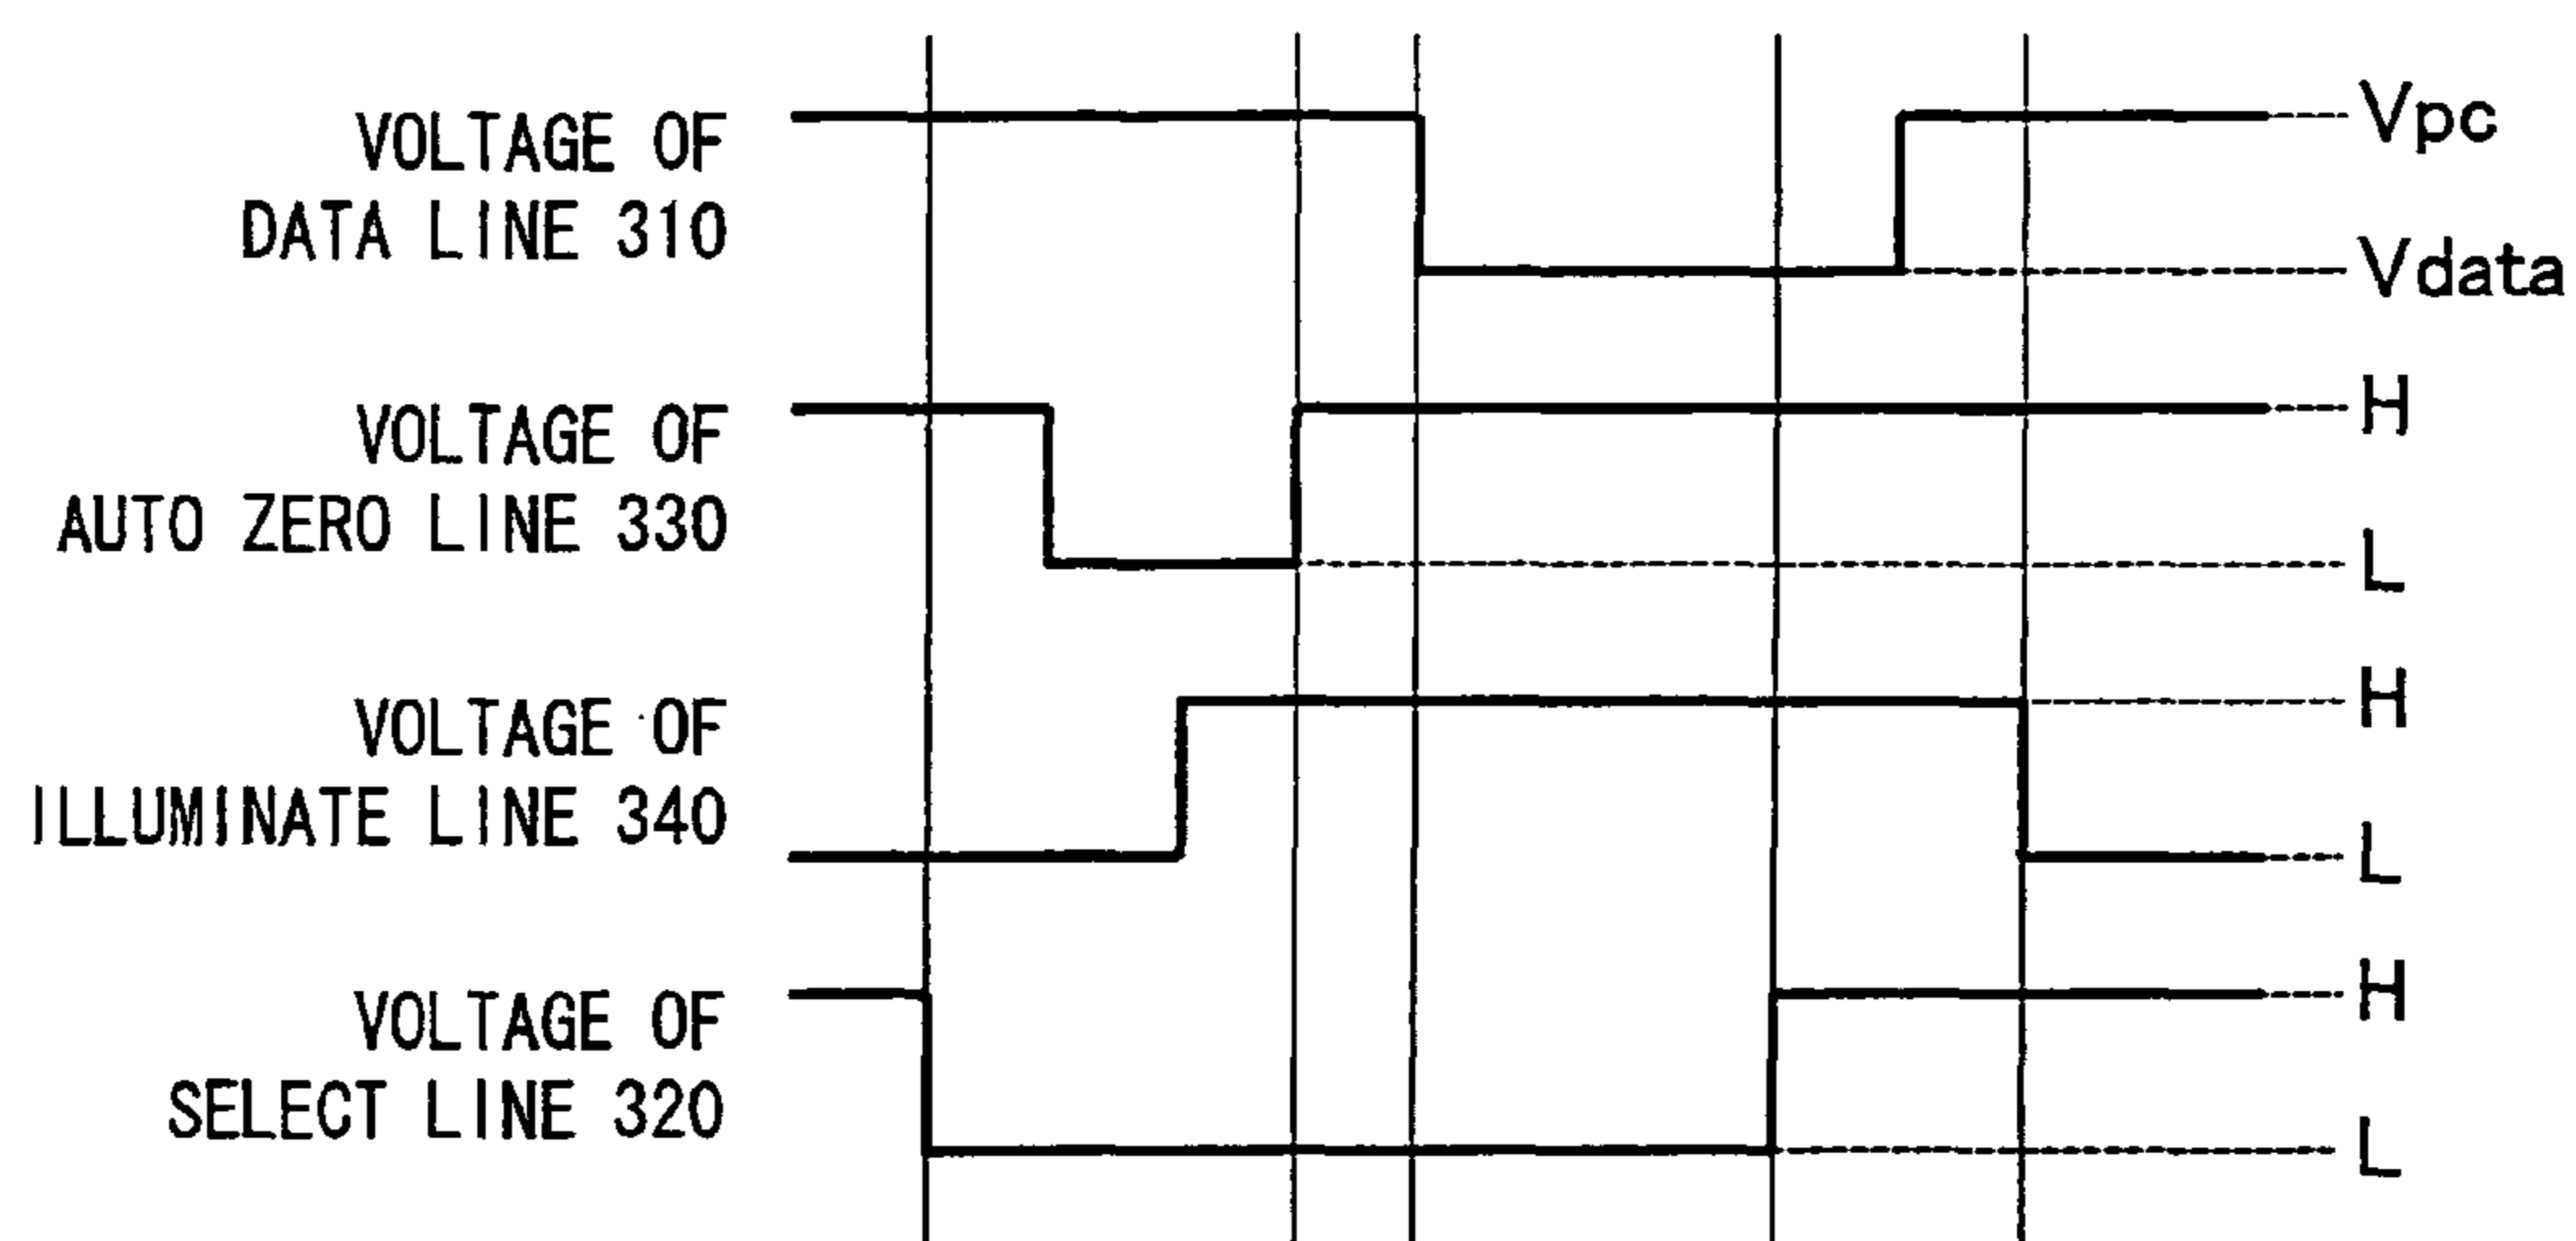 VOLTAGE OF
DATA LINE 310
Vpc
Vdata
VOLTAGE OF
AUTO ZERO LINE 330
H
L
VOLTAGE OF
ILLUMINATE LINE 340
H
L
VOLTAGE OF
SELECT LINE 320
H
L